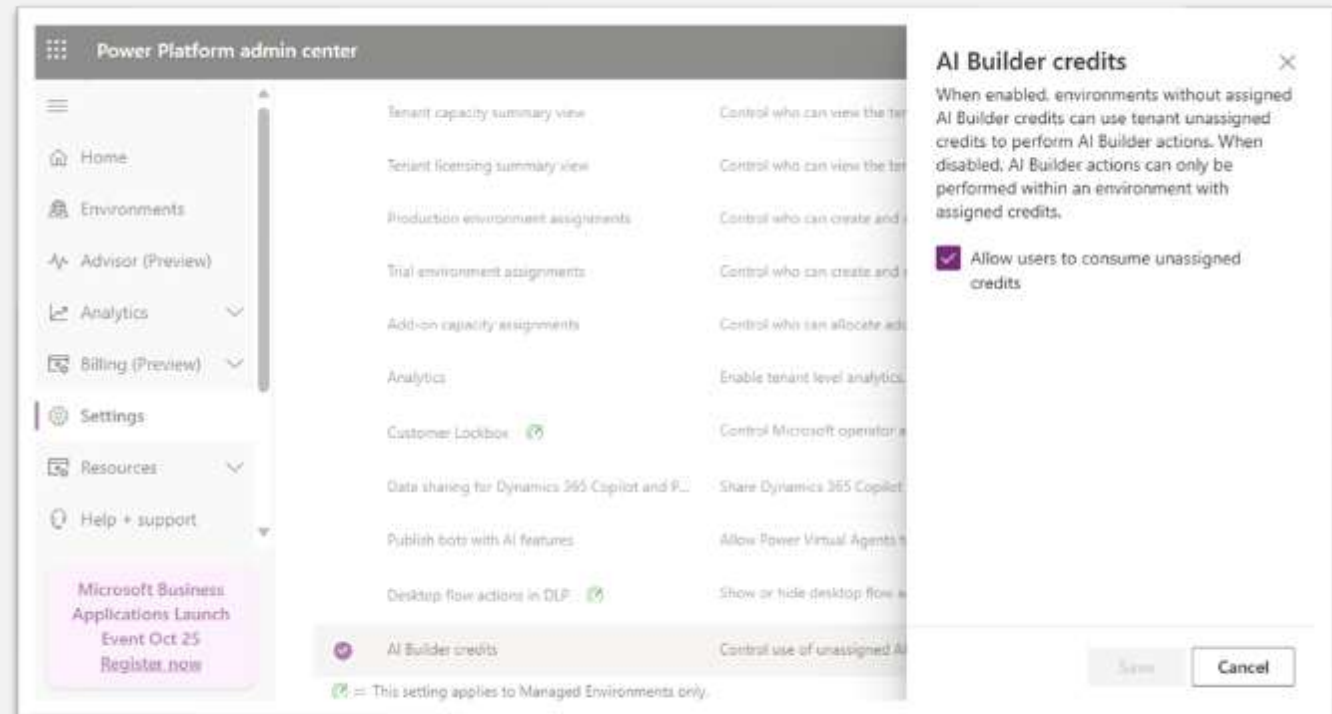 Power Platform admin center
Home
Environments
Advisor (Preview)
Analytics
Billing (Preview)
Settings
Resources
Help + support
Microsoft Business
Applications Launch
Event Oct 25
Register now
Tenant capacity summary view
Control who can view the ten
Tenant licensing summary view
Control who can view the ten
Production environment assignments
Control who can create and
Trial environment assignments
Control who can create and
Add-on capacity assignments
Control who can allocate add
Analytics
Enable tenant level analytics.
Customer Lockbox
Control Microsoft operator a
Data sharing for Dynamics 365 Copilot and P...
Share Dynamics 365 Copilot
Publish bots with AI features
Allow Power Virtual Agents
Desktop flow actions in DLP
Show or hide desktop flow a
AI Builder credits
Control use of unassigned AI
= This setting applies to Managed Environments only.
AI Builder credits
When enabled, environments without assigned
AI Builder credits can use tenant unassigned
credits to perform AI Builder actions. When
disabled, AI Builder actions can only be
performed within an environment with
assigned credits.
Allow users to consume unassigned
credits
Save
Cancel